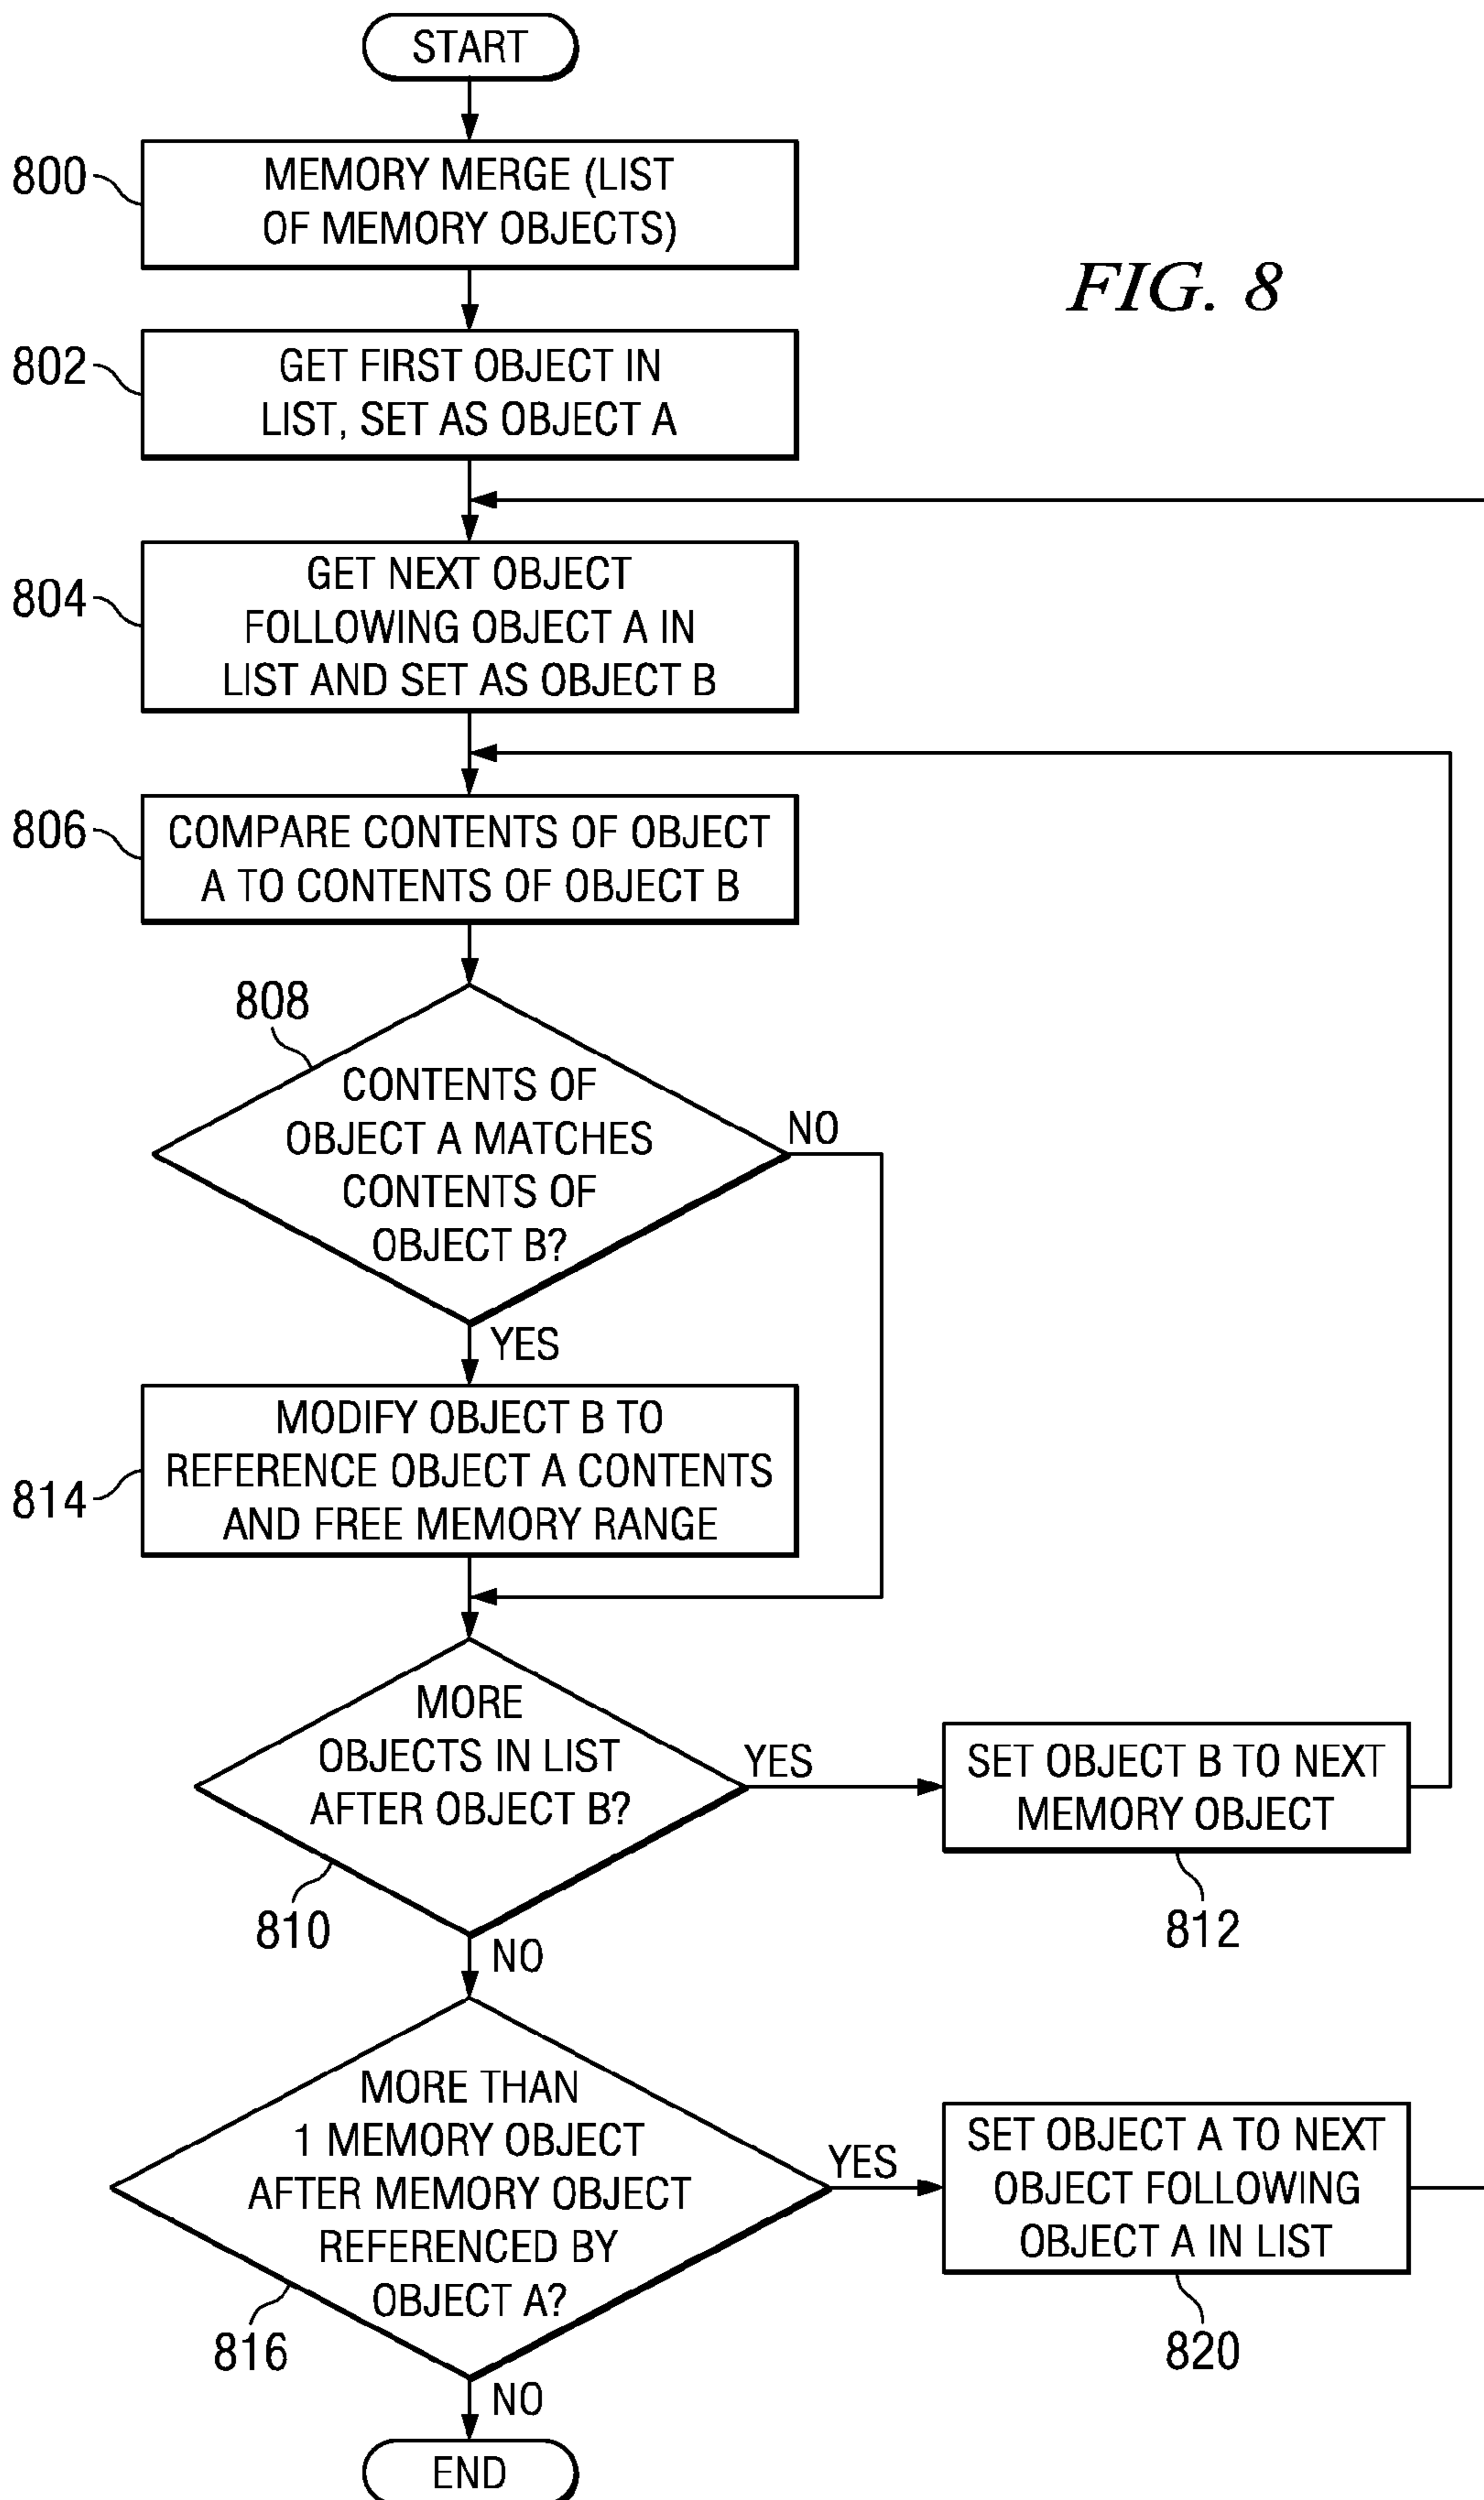 START
800
MEMORY MERGE (LIST
OF MEMORY OBJECTS)
FIG. 8
802
GET FIRST OBJECT IN
LIST, SET AS OBJECT A
804
GET NEXT OBJECT
FOLLOWING OBJECT A IN
LIST AND SET AS OBJECT B
806
COMPARE CONTENTS OF OBJECT
A TO CONTENTS OF OBJECT B
808
CONTENTS OF
OBJECT A MATCHES
CONTENTS OF
OBJECT B?
NO
YES
814
MODIFY OBJECT B TO
REFERENCE OBJECT A CONTENTS
AND FREE MEMORY RANGE
MORE
OBJECTS IN LIST
AFTER OBJECT B?
YES
SET OBJECT B TO NEXT
MEMORY OBJECT
810
812
NO
MORE THAN
1 MEMORY OBJECT
AFTER MEMORY OBJECT
REFERENCED BY
OBJECT A?
YES
SET OBJECT A TO NEXT
OBJECT FOLLOWING
OBJECT A IN LIST
816
820
NO
END